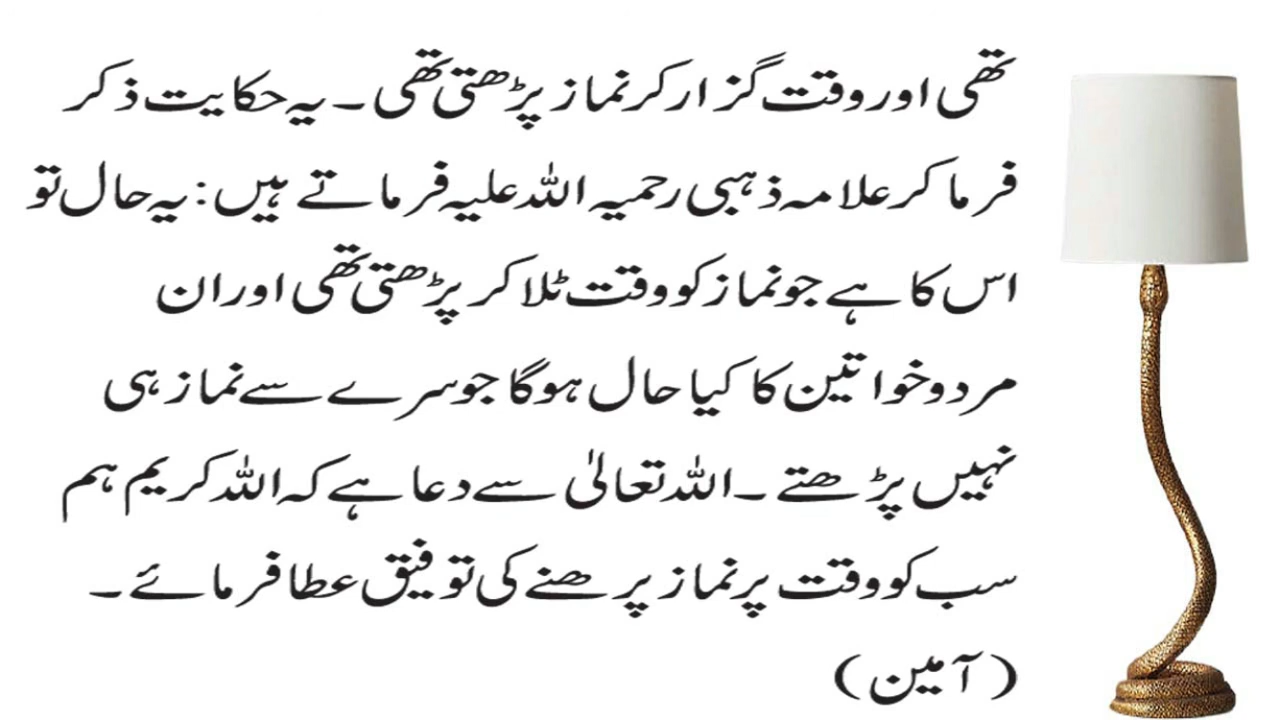 تھی اور وقت گزار کر نماز پڑھتی تھی ۔ یہ حکایت ذکر
فرما کر علامہ ذہبی رحمیہ اللہ علیہ فرماتے ہیں : یہ حال تو
اس کا ہے جو نماز کو وقت ٹلا کر پڑھتی تھی اور ان
مرد و خواتین کا کیا حال ہوگا جو سرے سے نماز ہی
نہیں پڑھتے ۔ اللہ تعالیٰ سے دعا ہے کہ اللہ کریم ہم
سب کو وقت پر نماز پرھنے کی توفیق عطا فرمائے ۔
( آمین )